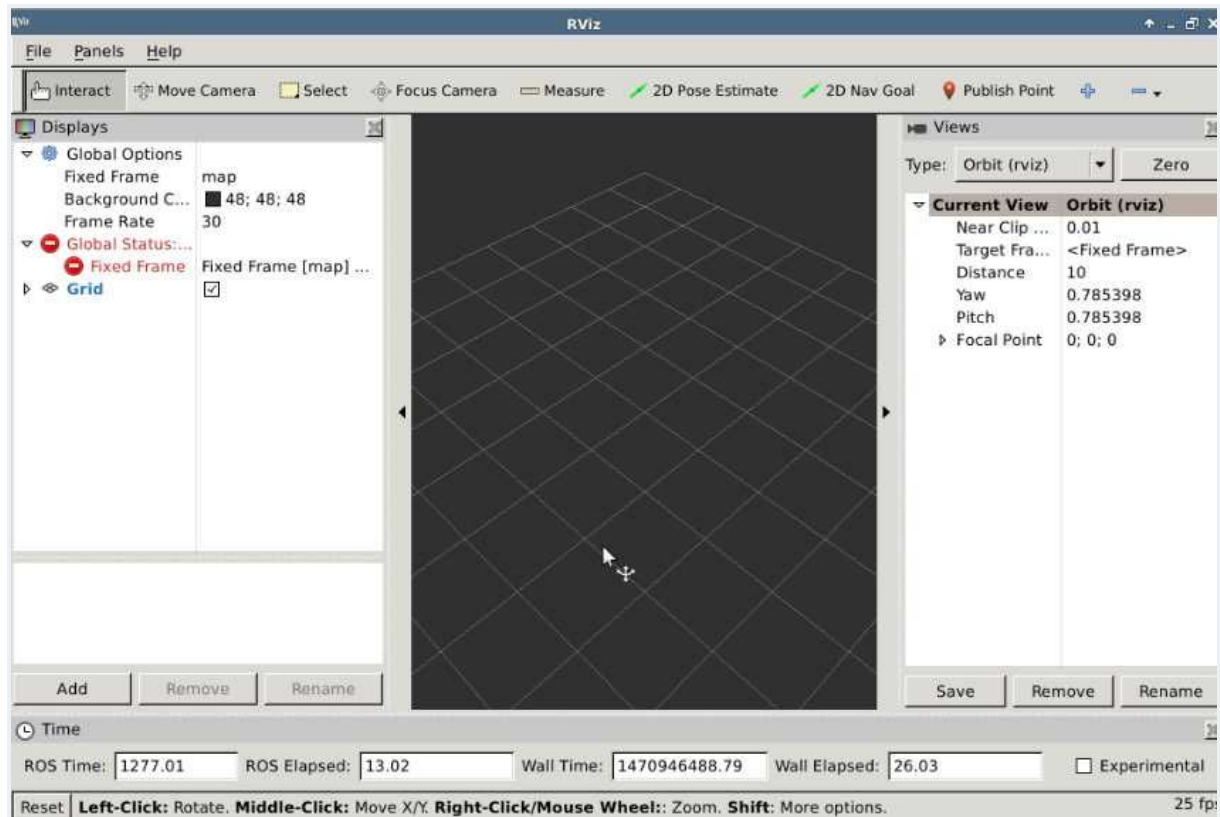 RViz
File Panels Help
Interact Move Camera Select Focus Camera Measure 2D Pose Estimate 2D Nav Goal Publish Point
Displays
Global Options
Fixed Frame map
Background C... 48; 48; 48
Frame Rate 30
Global Status:...
Fixed Frame Fixed Frame [map] ...
Grid
Add Remove Rename
Views
Type: Orbit (rviz) Zero
Current View Orbit (rviz)
Near Clip ... 0.01
Target Fra... <Fixed Frame>
Distance 10
Yaw 0.785398
Pitch 0.785398
Focal Point 0; 0; 0
Save Remove Rename
Time
ROS Time: 1277.01 ROS Elapsed: 13.02 Wall Time: 1470946488.79 Wall Elapsed: 26.03 Experimental
Reset Left-Click: Rotate. Middle-Click: Move X/Y. Right-Click/Mouse Wheel:: Zoom. Shift: More options. 25 fps